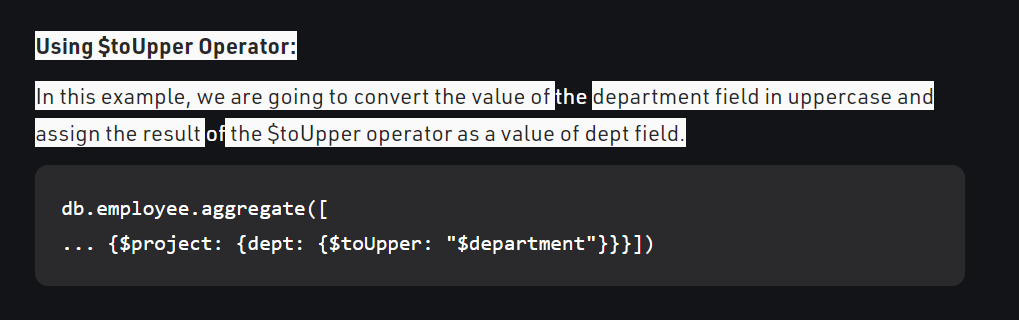 Using $toUpper Operator:
In this example, we are going to convert the value of the department field in uppercase and
assign the result of the $toUpper operator as a value of dept field.
db.employee.aggregate([
... {$project: {dept: {$toUpper: "$department"}}}])